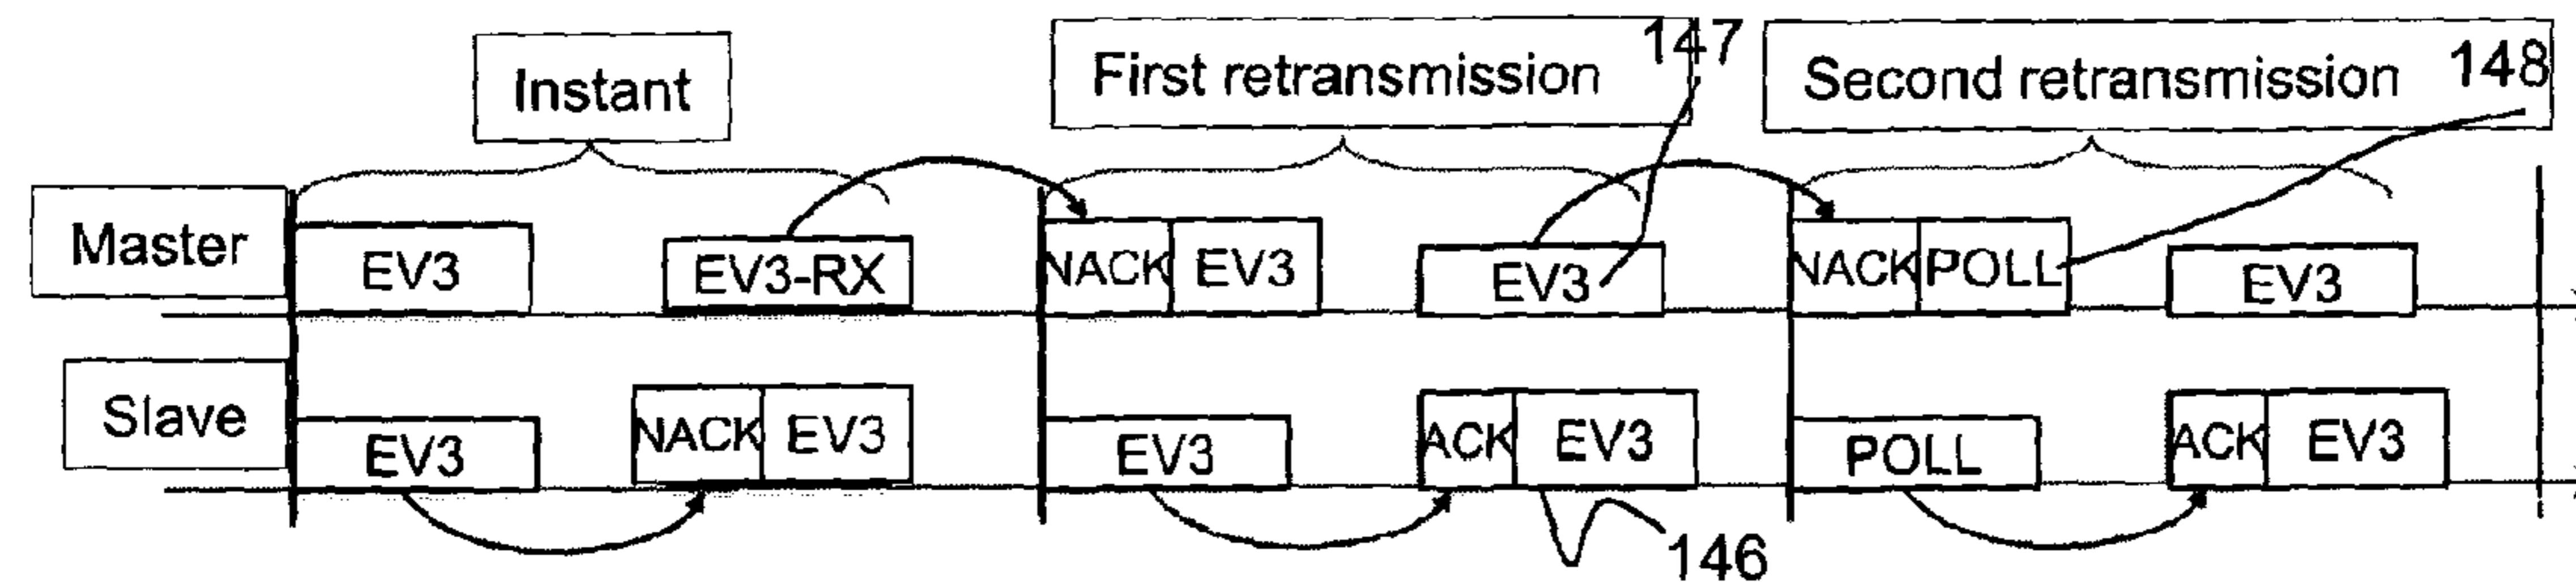 Instant
First retransmission
147
Second retransmission
148
Master
EV3
EV3-RX
NACK
EV3
EV3
NACK
POLL
EV3
Slave
EV3
NACK
EV3
EV3
ACK
EV3
POLL
ACK
EV3
146